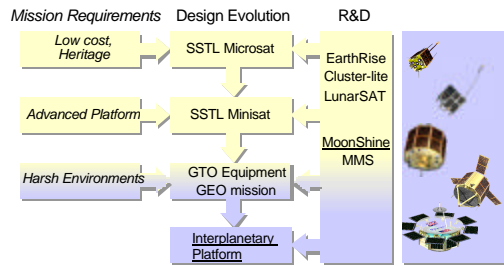 Mission Requirements Design Evolution R&D
Low cost,
Heritage
SSTL Microsat
EarthRise
Cluster-lite
LunarSAT
Advanced Platform
SSTL Minisat
MoonShine
MMS
Harsh Environments
GTO Equipment
GEO mission
Interplanetary
Platform